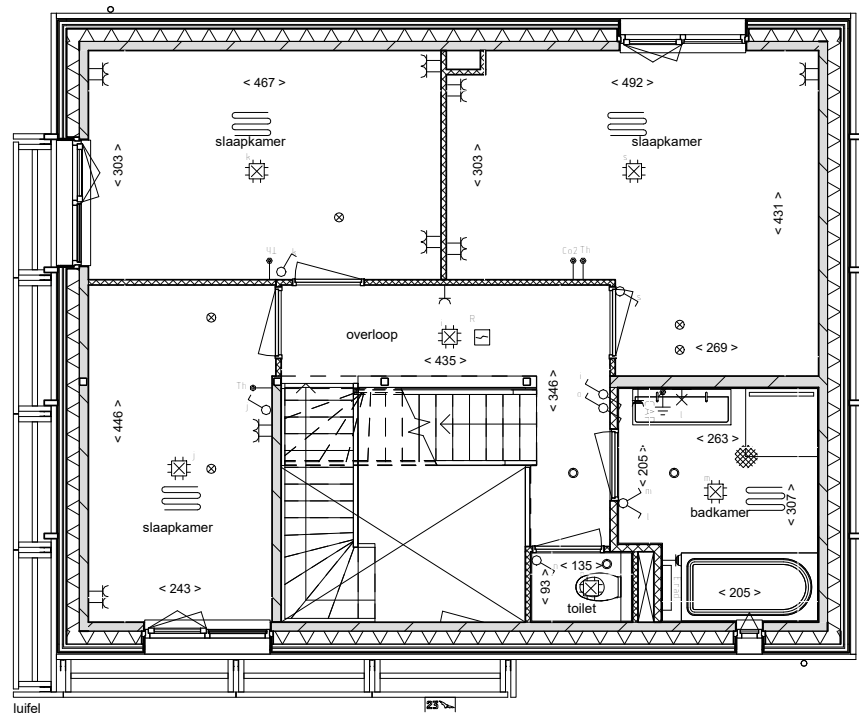 < 467 >
< 492 >
slaapkamer
slaapkamer
< 303 >
< 303 >
k
s
< 431 >
k
Co2 Th
s
overloop
R
< 435 >
< 269 >
Th
j
< 446 >
< 346 >
< 263 >
< 205 >
j
m
slaapkamer
badkamer
< 307 >
m
l
< 243 >
< 135 >
< 93 >
toilet
< 205 >
luifel
23